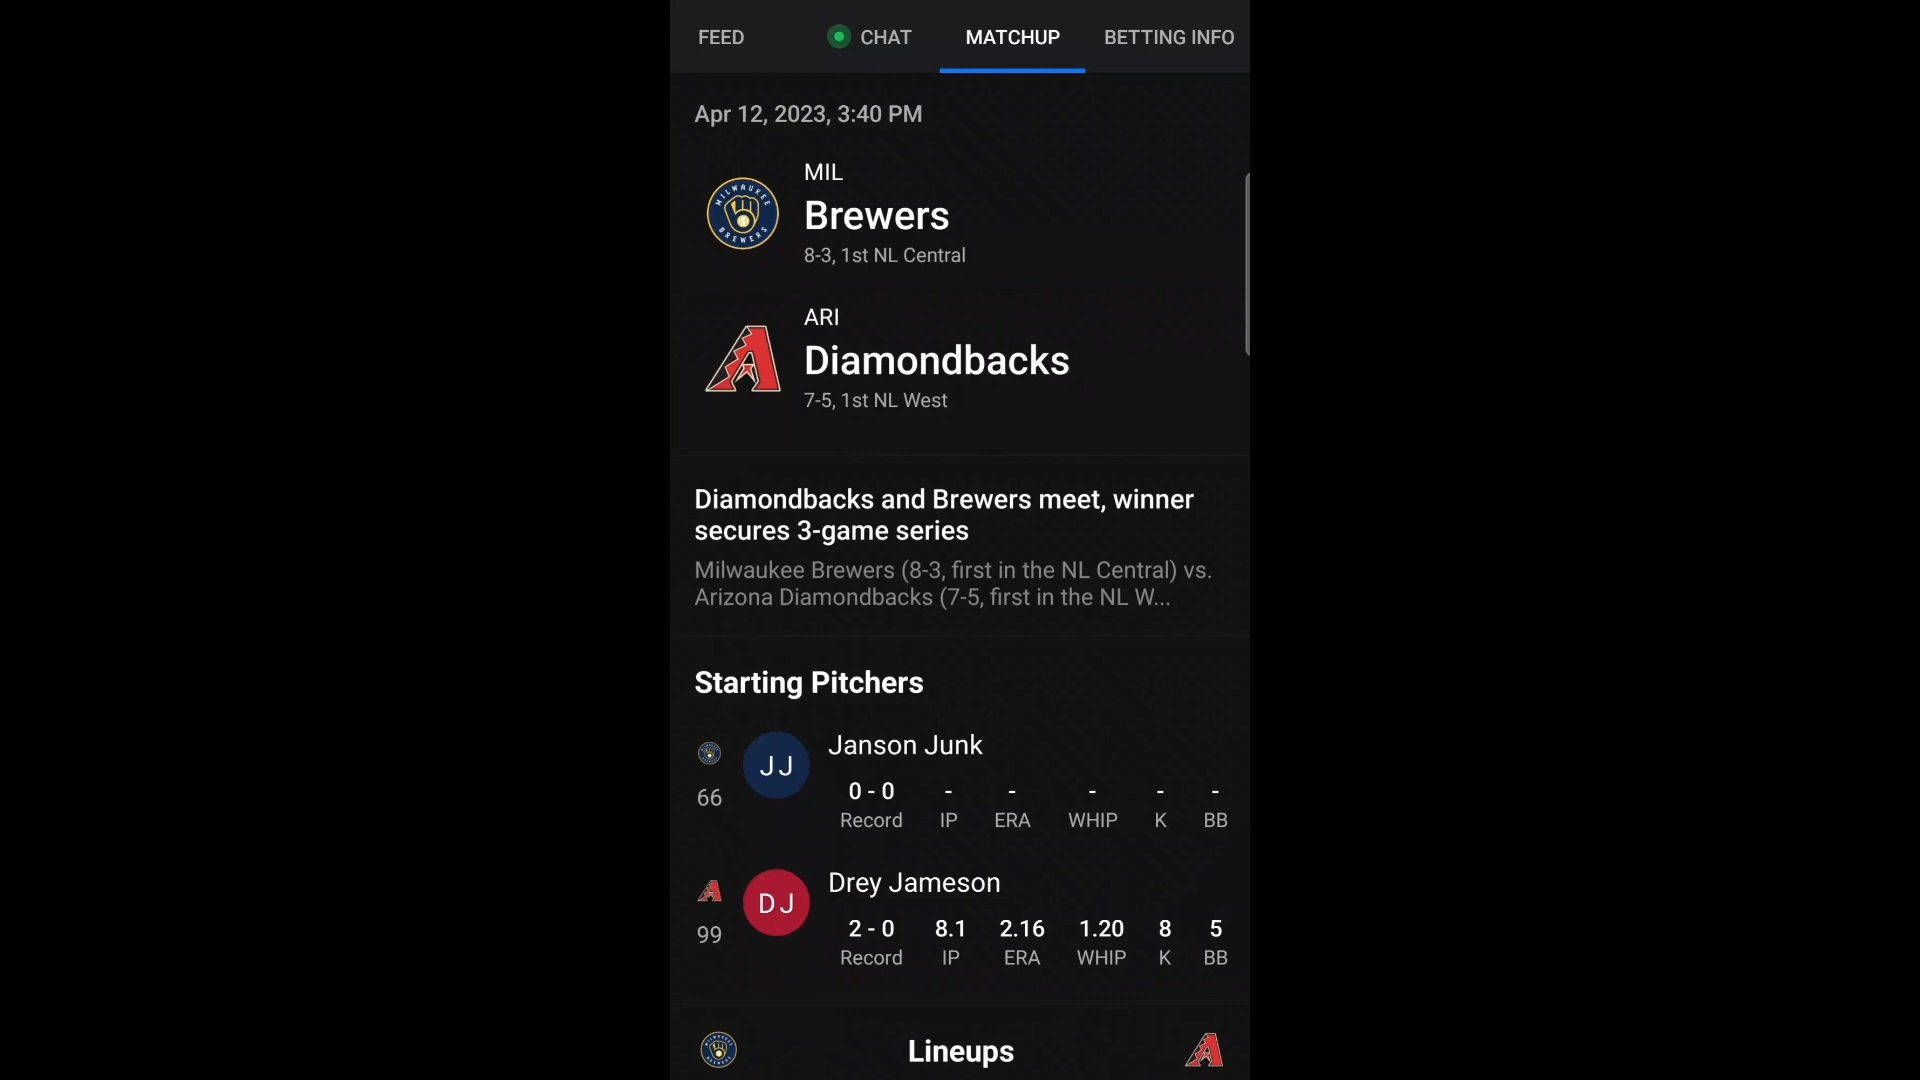 FEED
CHAT
MATCHUP
BETTING INFO
Apr 12, 2023, 3:40 PM
MILWAUKEE
BREWERS
MIL
Brewers
8-3, 1st NL Central
ARI
Diamondbacks
7-5, 1st NL West
Diamondbacks and Brewers meet, winner
secures 3-game series
Milwaukee Brewers (8-3, first in the NL Central) vs.
Arizona Diamondbacks (7-5, first in the NL W...
Starting Pitchers
66
JJ
Janson Junk
0 - 0 - - - - -
Record IP ERA WHIP K BB
99
DJ
Drey Jameson
2 - 0 8.1 2.16 1.20 8 5
Record IP ERA WHIP K BB
Lineups